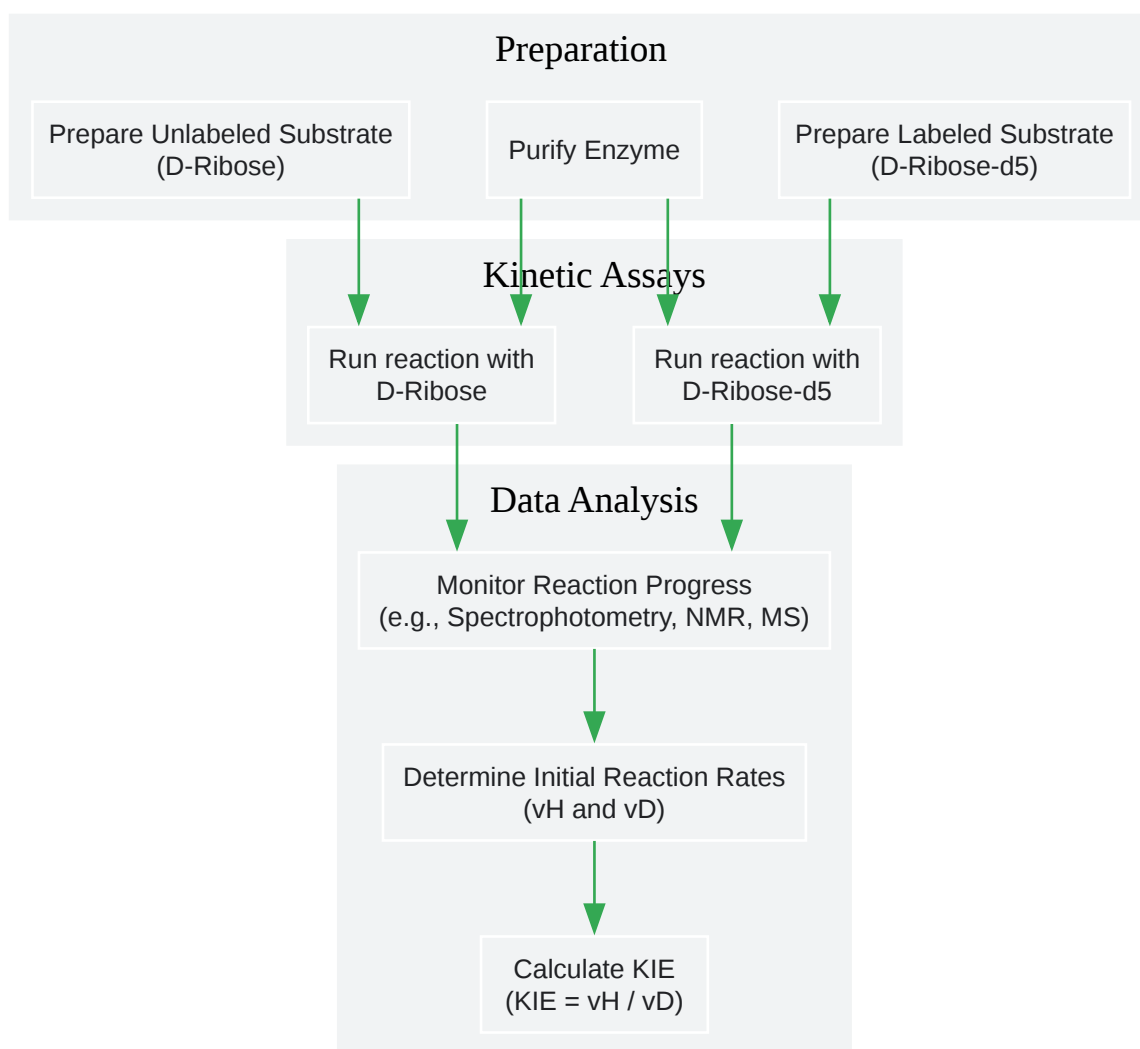 Preparation
Prepare Unlabeled Substrate
(D-Ribose)
Purify Enzyme
Prepare Labeled Substrate
(D-Ribose-d5)
Kinetic Assays
Run reaction with
D-Ribose
Run reaction with
D-Ribose-d5
Data Analysis
Monitor Reaction Progress
(e.g., Spectrophotometry, NMR, MS)
Determine Initial Reaction Rates
(vH and vD)
Calculate KIE
(KIE = vH / vD)